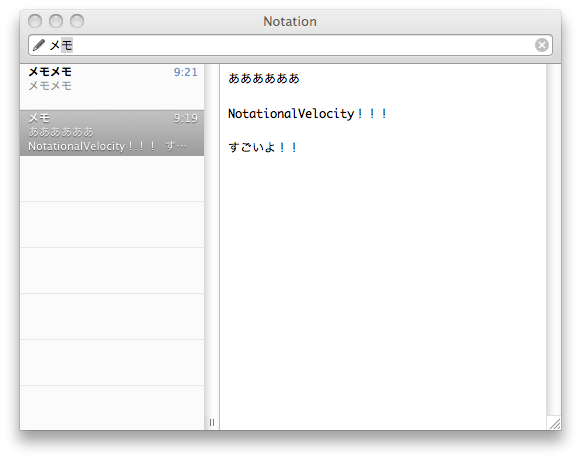 Notation
メモ
メモメモ 9:21
メモメモ
メモ 9:19
ああああああ
NotationalVelocity！！！ す…
ああああああ
NotationalVelocity！！！
すごいよ！！